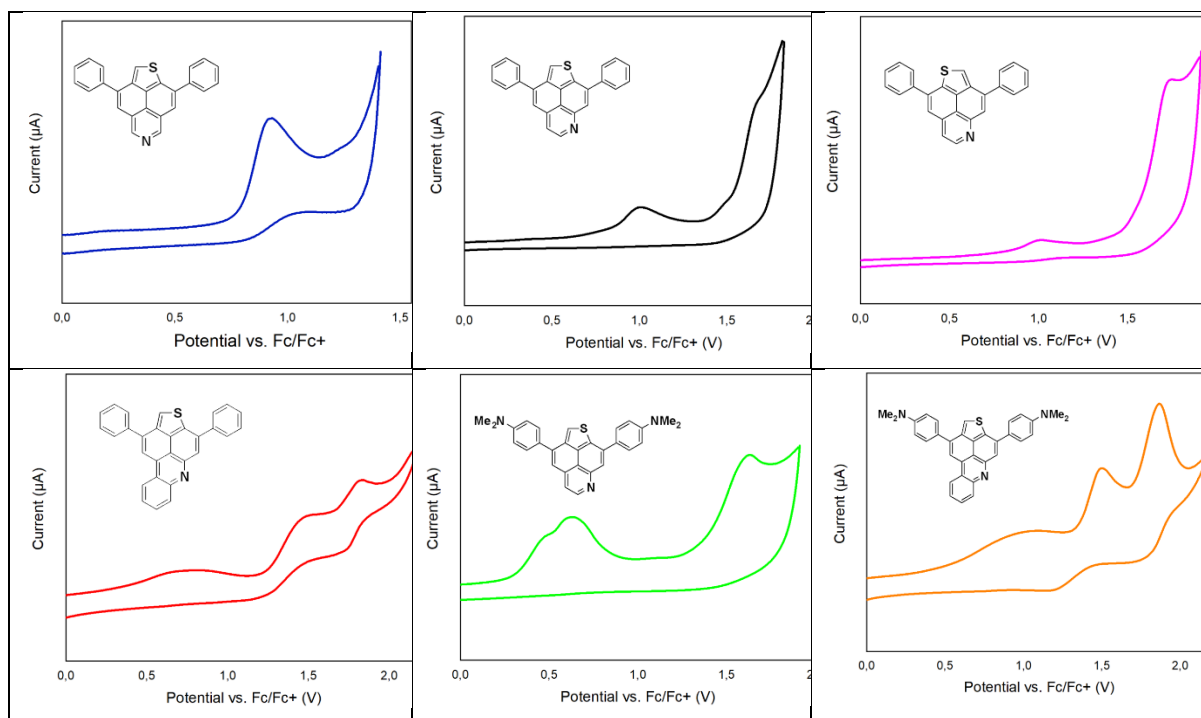 S
N
Current (µA)
0,0
0,5
1,0
1,5
Potential vs. Fc/Fc+
S
N
Current (µA)
0,0
0,5
1,0
1,5
2
Potential vs. Fc/Fc+ (V)
S
N
Current (µA)
0,0
0,5
1,0
1,5
Potential vs. Fc/Fc+ (V)
S
N
Current (µA)
0,0
0,5
1,0
1,5
2,0
Potential vs. Fc/Fc+ (V)
Me₂N
NMe₂
S
N
Current (µA)
0,0
0,5
1,0
1,5
2,
Potential vs. Fc/Fc+ (V)
Me₂N
NMe₂
S
N
Current (µA)
0,0
0,5
1,0
1,5
2,0
Potential vs. Fc/Fc+ (V)